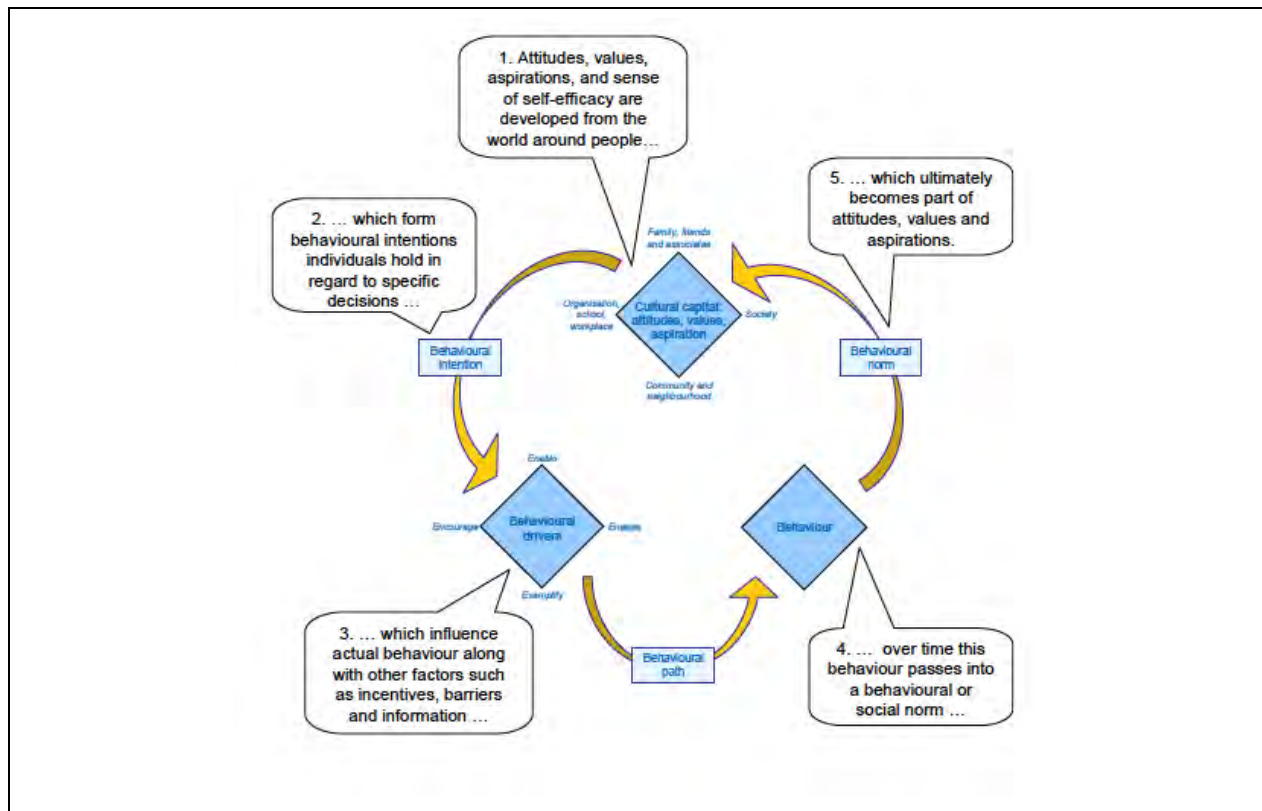 1. Attitudes, values,
aspirations, and sense
of self-efficacy are
developed from the
world around people…
5. … which ultimately
becomes part of
attitudes, values and
aspirations.
2. … which form
behavioural intentions
individuals hold in
regard to specific
decisions …
Family, friends
and associates
Organisation,
school,
workplace
Cultural capital:
attitudes, values,
aspiration
Society
Community and
neighbourhood
Behavioural
intention
Behavioural
norm
Enable
Encourage
Behavioural
drivers
Exemplify
Behaviour
3. … which influence
actual behaviour along
with other factors such
as incentives, barriers
and information …
Behavioural
path
4. … over time this
behaviour passes into
a behavioural or
social norm …